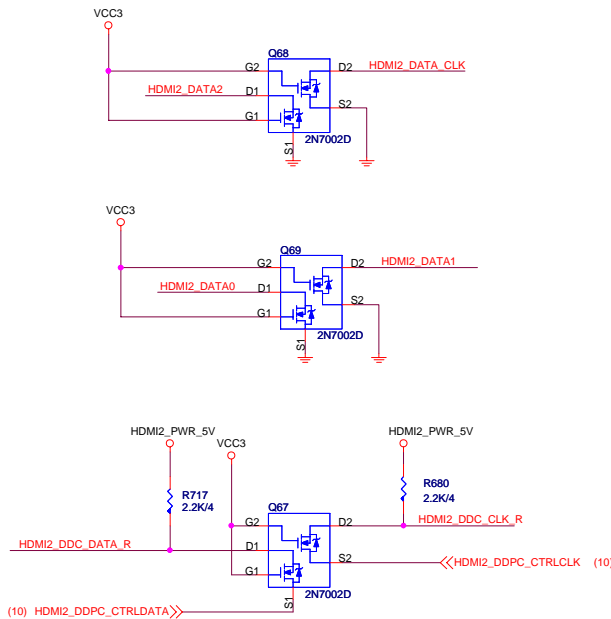 VCC3
Q68
G2
D2
HDMI2_DATA_CLK
HDMI2_DATA2
D1
S2
G1
2N7002D
S1
VCC3
Q69
G2
D2
HDMI2_DATA1
HDMI2_DATA0
D1
S2
G1
2N7002D
S1
HDMI2_PWR_5V
HDMI2_PWR_5V
VCC3
R717
2.2K/4
R680
2.2K/4
Q67
G2
D2
HDMI2_DDC_CLK_R
HDMI2_DDC_DATA_R
D1
S2
HDMI2_DDPC_CTRLCLK (10)
G1
2N7002D
S1
(10) HDMI2_DDPC_CTRLDATA